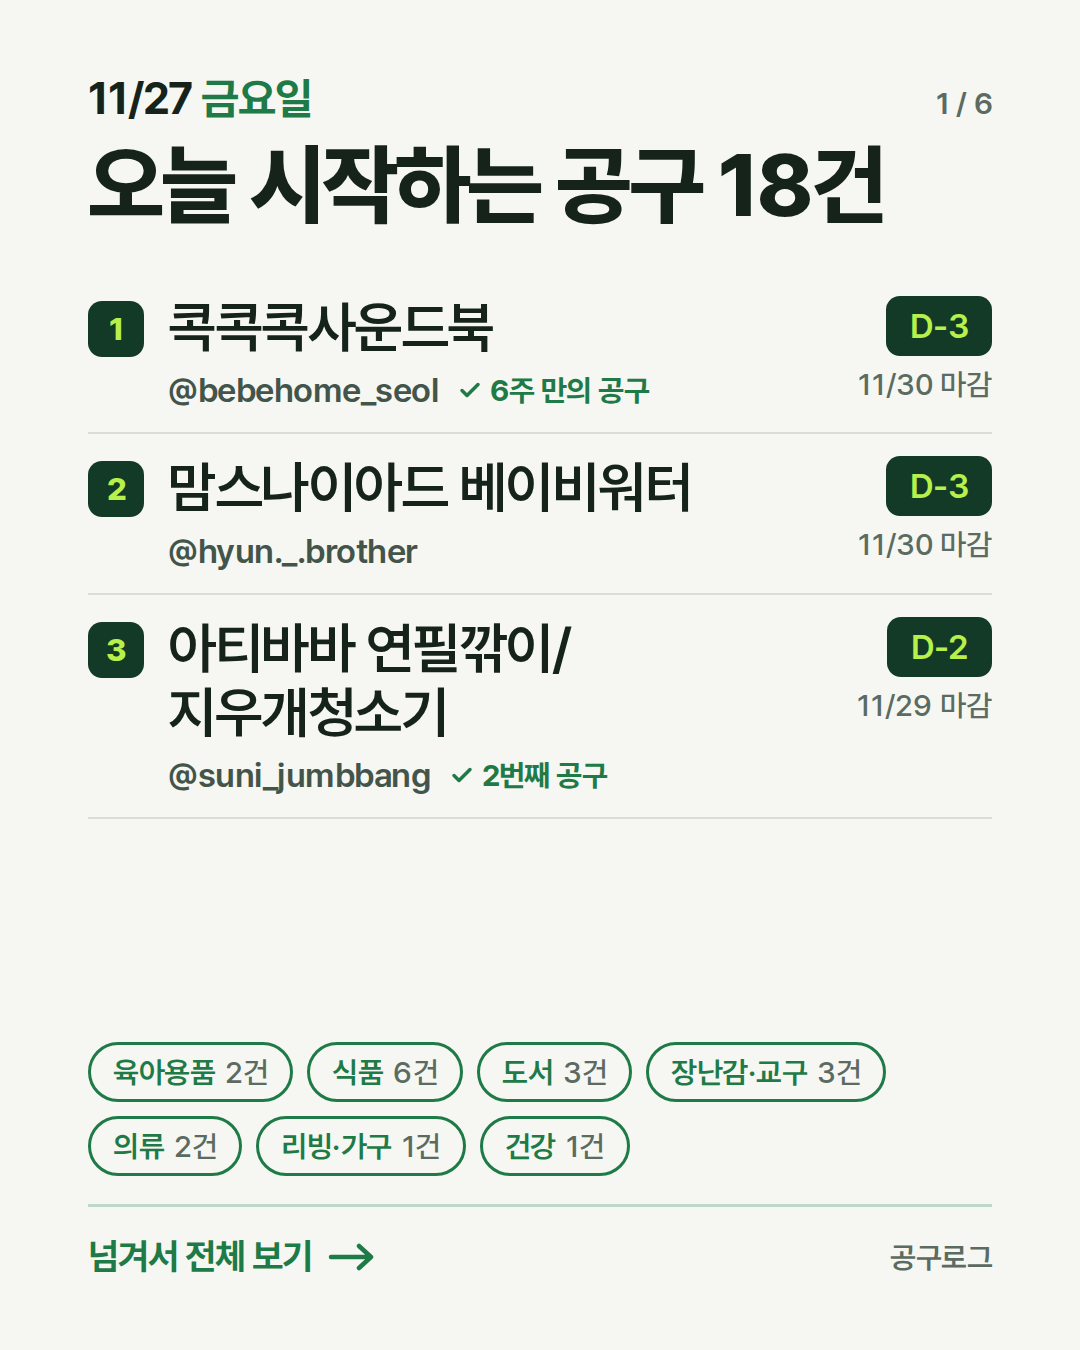 11/27 금요일
1 / 6
오늘 시작하는 공구 18건
1 콕콕콕사운드북 D-3
@bebehome_seol ✓ 6주 만의 공구 11/30 마감
2 맘스나이아드 베이비워터 D-3
@hyun._.brother 11/30 마감
3 아티바바 연필깎이/ D-2
지우개청소기 11/29 마감
@suni_jumbbang ✓ 2번째 공구
육아용품 2건 식품 6건 도서 3건 장난감·교구 3건
의류 2건 리빙·가구 1건 건강 1건
넘겨서 전체 보기 → 공구로그